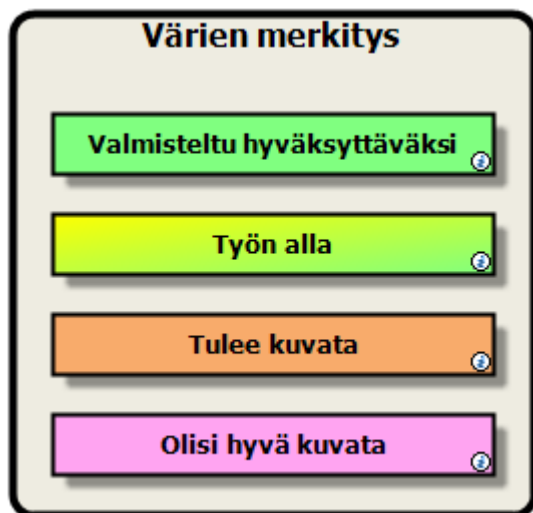 Värien merkitys
Valmisteltu hyväksyttäväksi
Työn alla
Tulee kuvata
Olisi hyvä kuvata